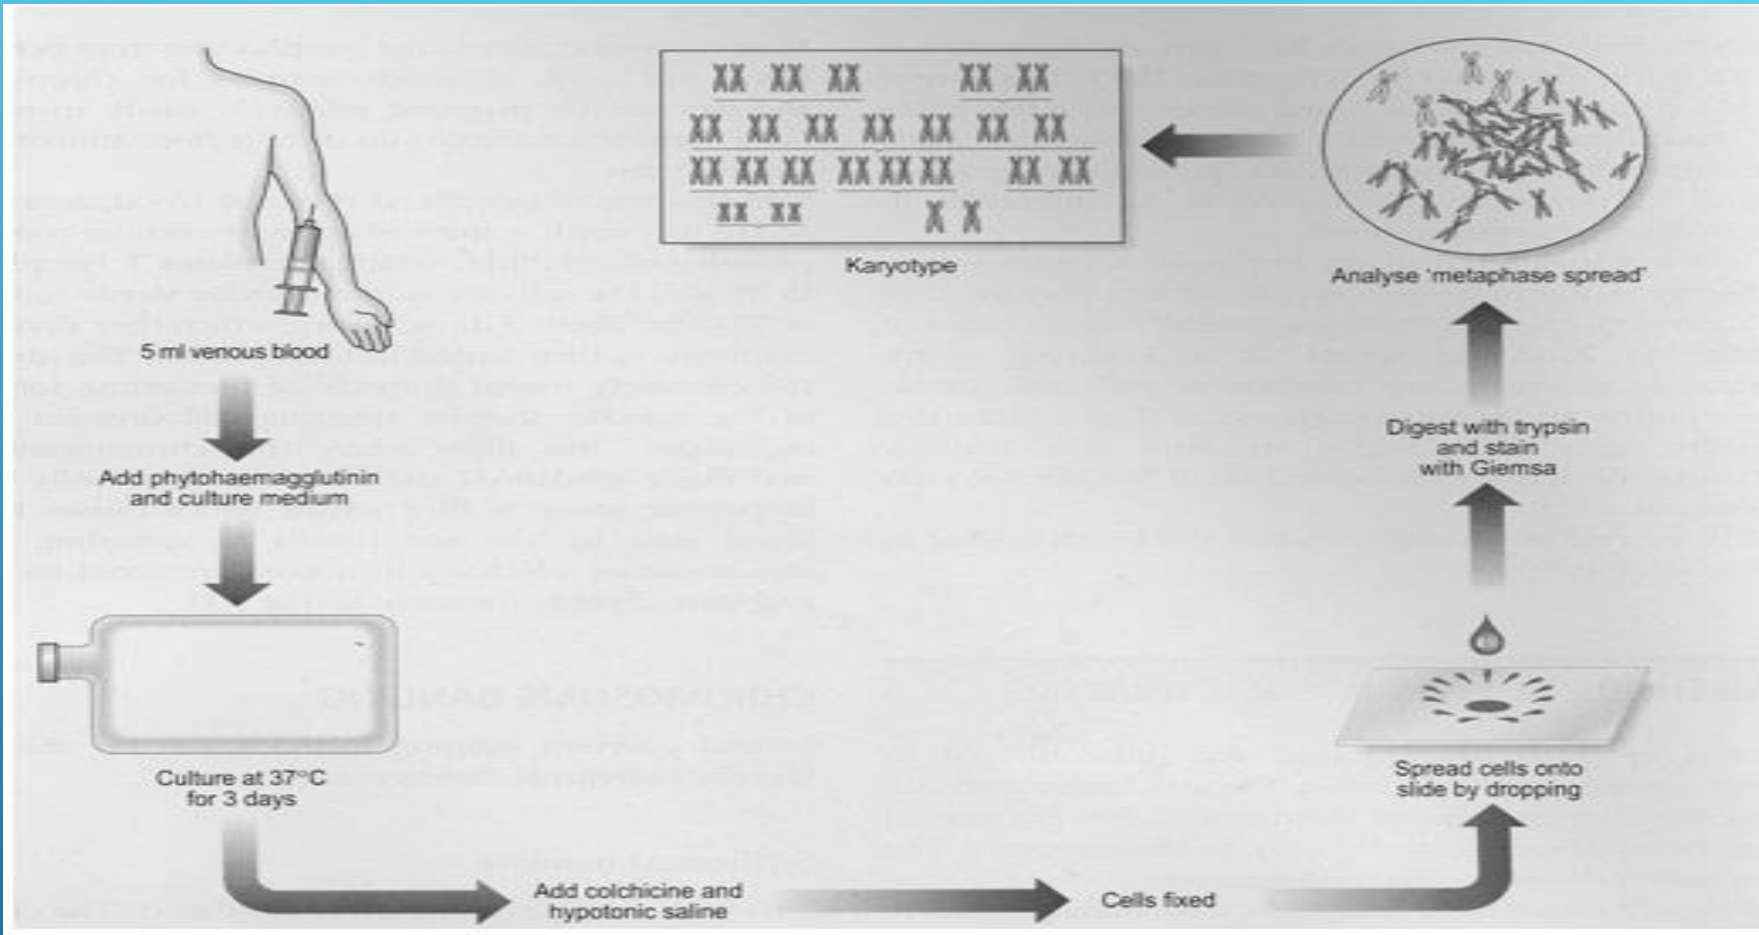 5 ml venous blood
Add phytohaemagglutinin
and culture medium
Culture at 37°C
for 3 days
Add colchicine and
hypotonic saline
Cells fixed
Spread cells onto
slide by dropping
Digest with trypsin
and stain
with Giemsa
Analyse 'metaphase spread'
Karyotype